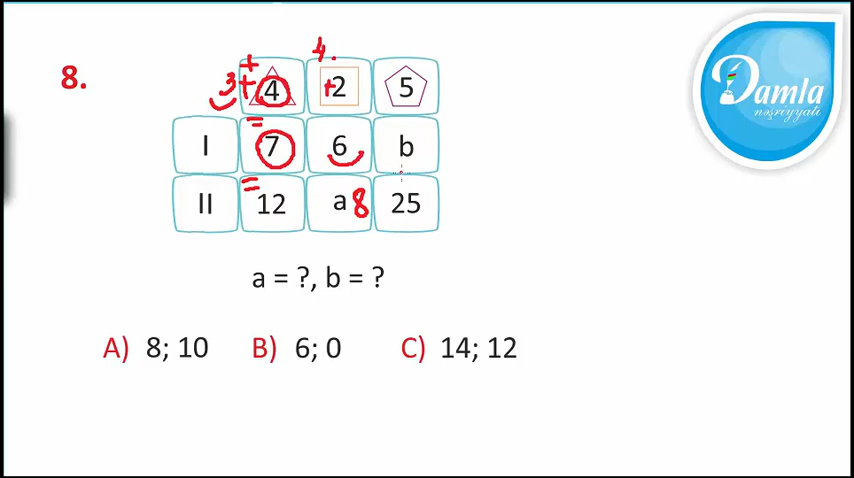 4.
8. 3 + + 4 + 2 5
= I 7 6 b
= II 12 a 8 25
a = ?, b = ?
A) 8; 10 B) 6; 0 C) 14; 12
Damla
nəşriyyatı